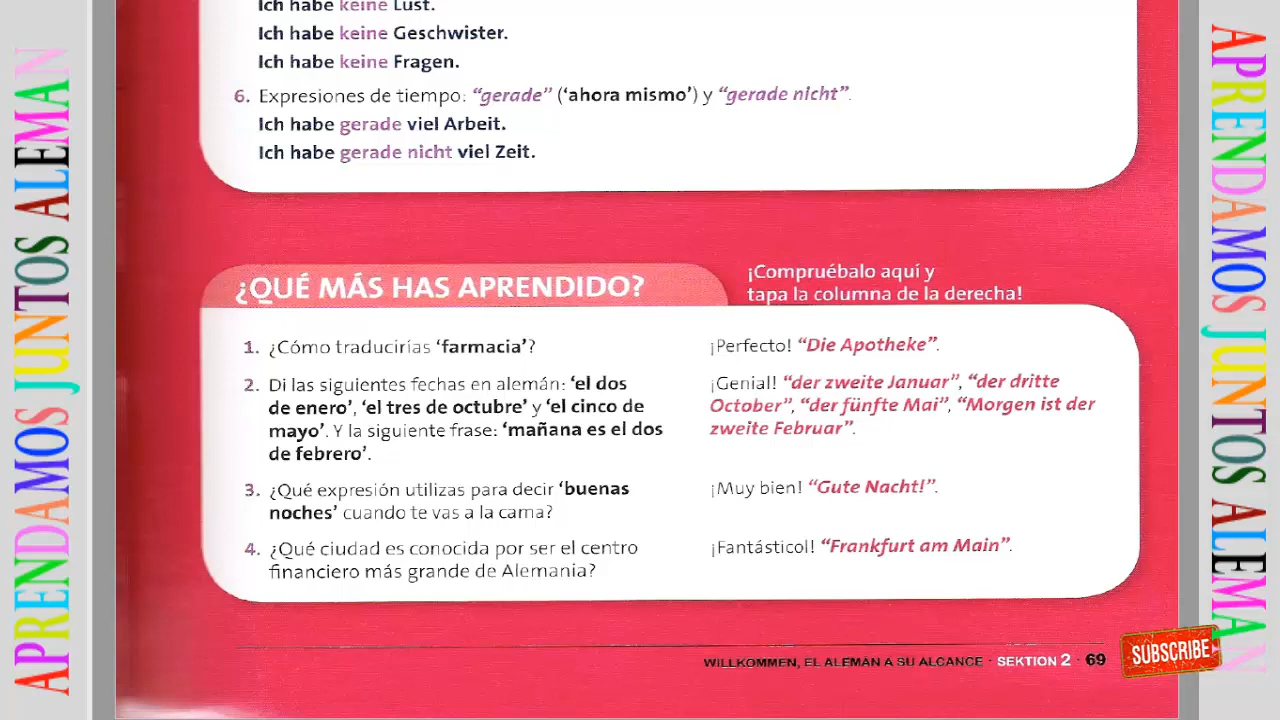 Ich habe keine Lust.
Ich habe keine Geschwister.
Ich habe keine Fragen.
6. Expresiones de tiempo: “gerade” (‘ahora mismo’) y “gerade nicht”.
Ich habe gerade viel Arbeit.
Ich habe gerade nicht viel Zeit.
¿QUÉ MÁS HAS APRENDIDO?
¡Compruébalo aquí y
tapa la columna de la derecha!
1. ¿Cómo traducirías ‘farmacia’?
¡Perfecto! “Die Apotheke”.
2. Di las siguientes fechas en alemán: ‘el dos
de enero’, ‘el tres de octubre’ y ‘el cinco de
mayo’. Y la siguiente frase: ‘mañana es el dos
de febrero’.
¡Genial! “der zweite Januar”, “der dritte
October”, “der fünfte Mai”, “Morgen ist der
zweite Februar”.
3. ¿Qué expresión utilizas para decir ‘buenas
noches’ cuando te vas a la cama?
¡Muy bien! “Gute Nacht!”.
4. ¿Qué ciudad es conocida por ser el centro
financiero más grande de Alemania?
¡Fantásticol! “Frankfurt am Main”.
WILLKOMMEN, EL ALEMÁN A SU ALCANCE · SEKTION 2 · 69
SUBSCRIBE
APRENDAMOS JUNTOS ALEMAN
APRENDAMOS JUNTOS ALEMAN